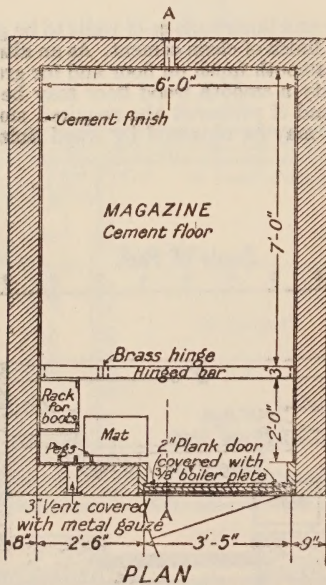 A
6'-0"
Cement finish
MAGAZINE
Cement floor
7'-0"
Brass hinge
Hinged bar
3"
Rack
for
boots
Mat
2'-0"
Pegs
2" Plank door
covered with
3/8" boiler plate
3" Vent covered
with metal gauze
A
8"
2'-6"
3'-5"
9"
PLAN